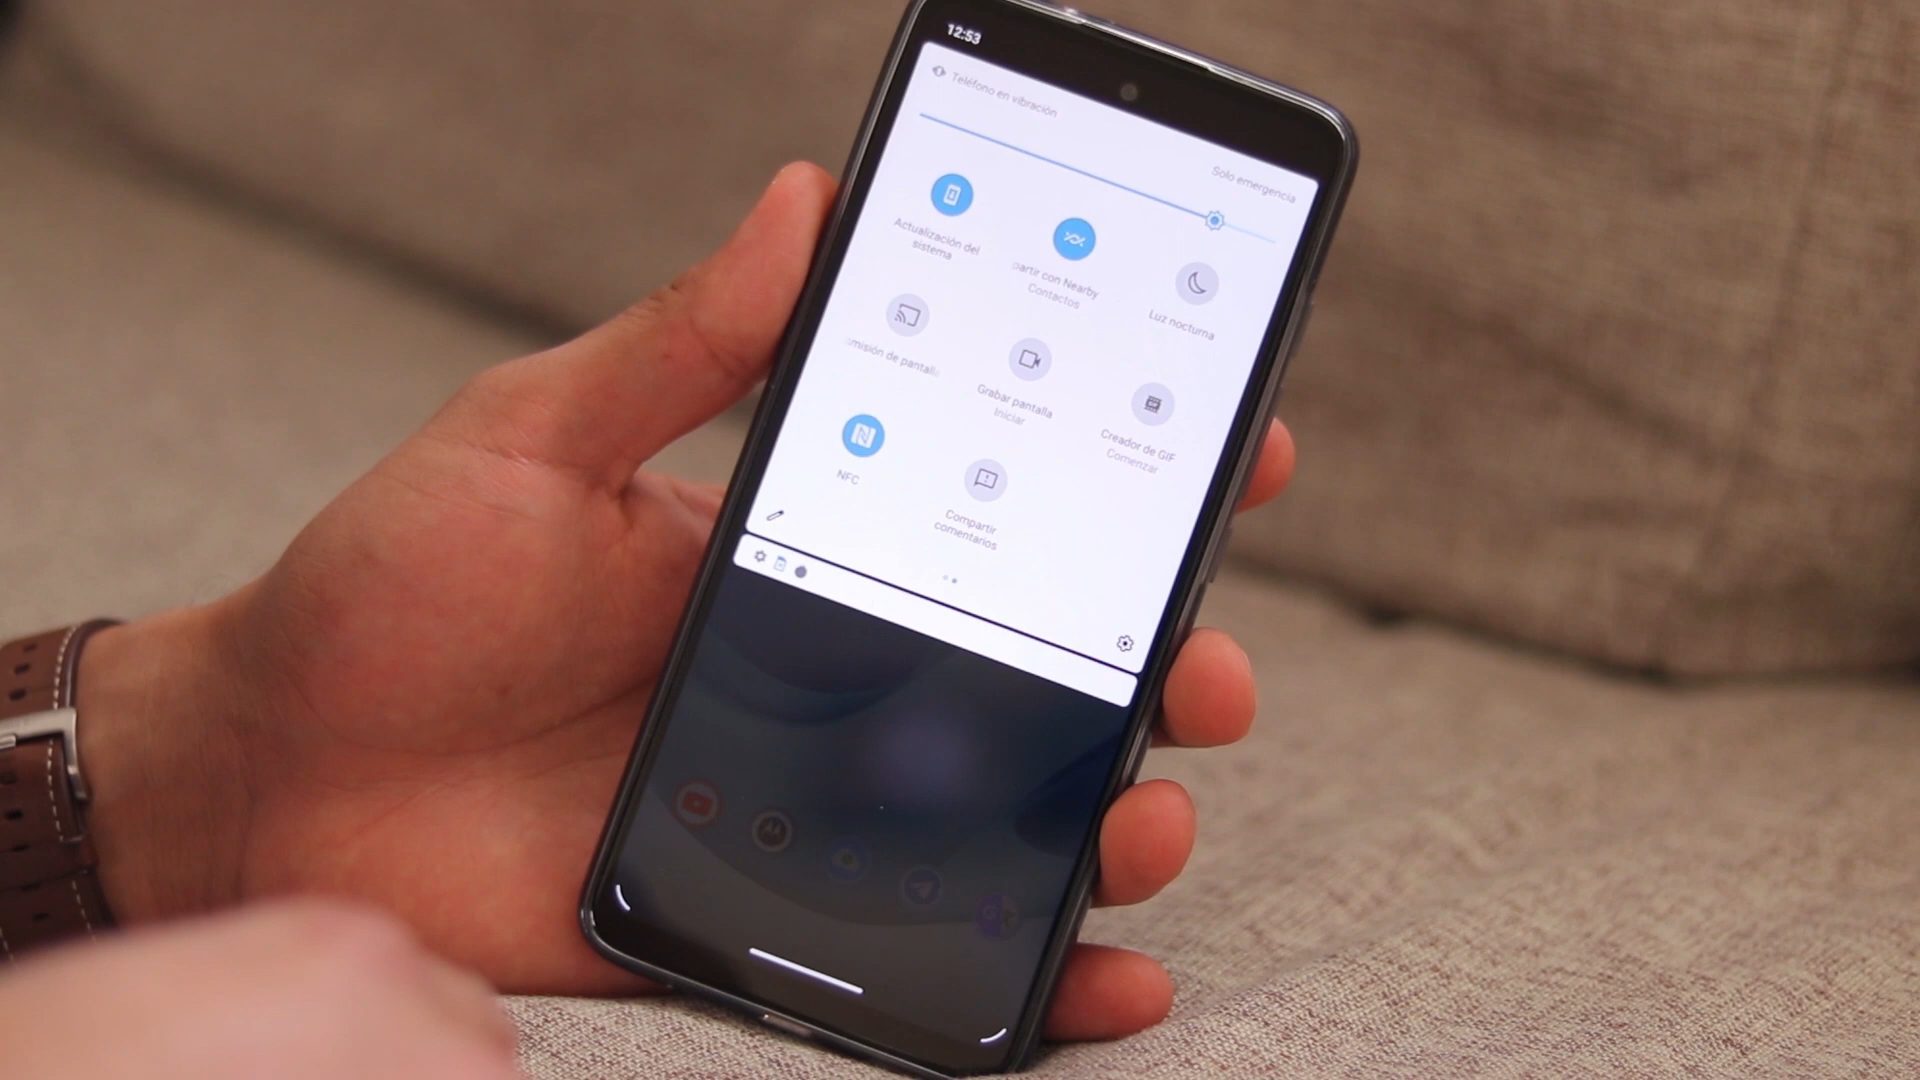 12:53
Teléfono en vibración
Solo emergencia
Actualización del
sistema
partir con Nearby
Contactos
Luz nocturna
misión de pantalla
Grabar pantalla
Iniciar
Creador de GIF
Comenzar
NFC
Compartir
comentarios